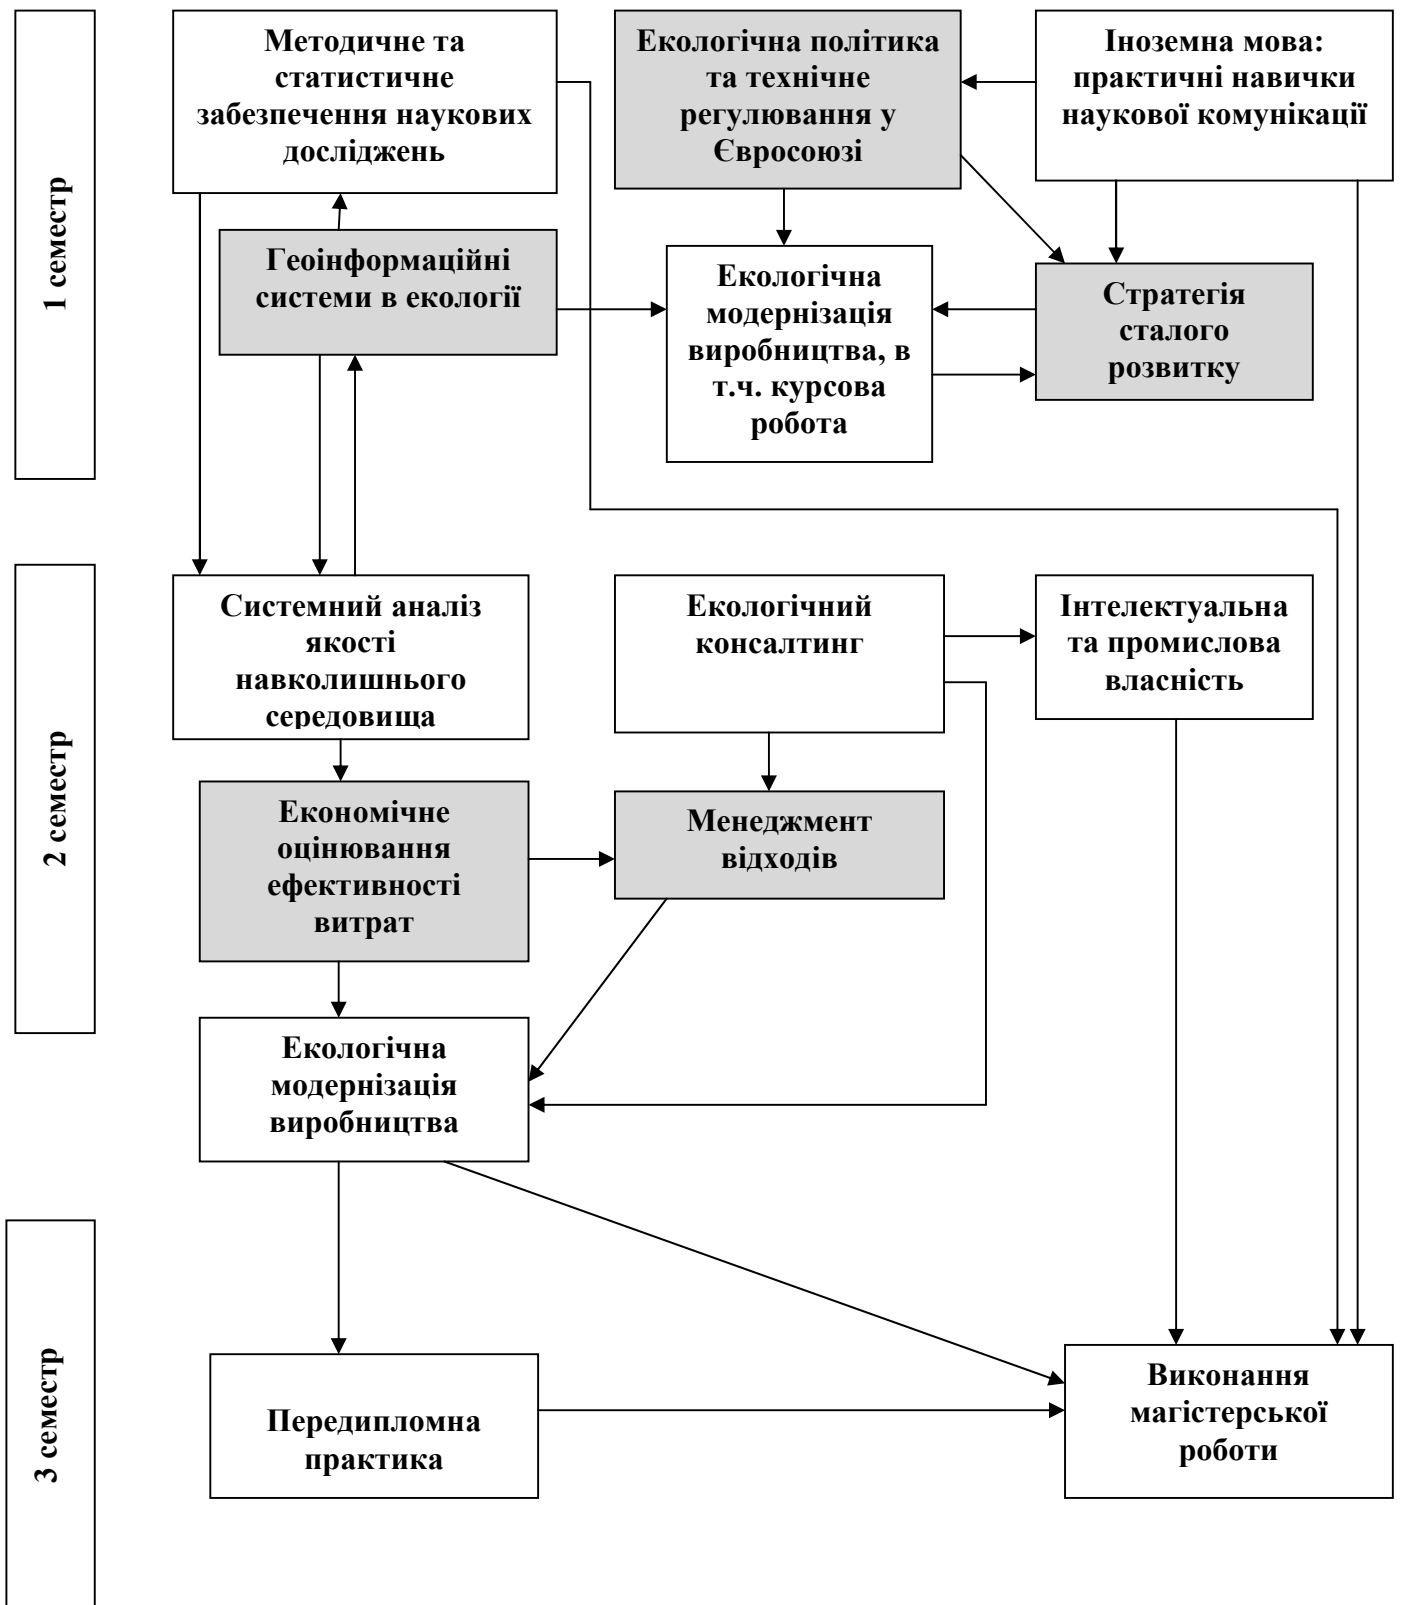 1 семестр
Методичне та
статистичне
забезпечення наукових
досліджень
Екологічна політика
та технічне
регулювання у
Євросоюзі
Іноземна мова:
практичні навички
наукової комунікації
Геоінформаційні
системи в екології
Екологічна
модернізація
виробництва, в
т.ч. курсова
робота
Стратегія
сталого
розвитку
2 семестр
Системний аналіз
якості
навколишнього
середовища
Екологічний
консалтинг
Інтелектуальна
та промислова
власність
Економічне
оцінювання
ефективності
витрат
Менеджмент
відходів
Екологічна
модернізація
виробництва
3 семестр
Передипломна
практика
Виконання
магістерської
роботи